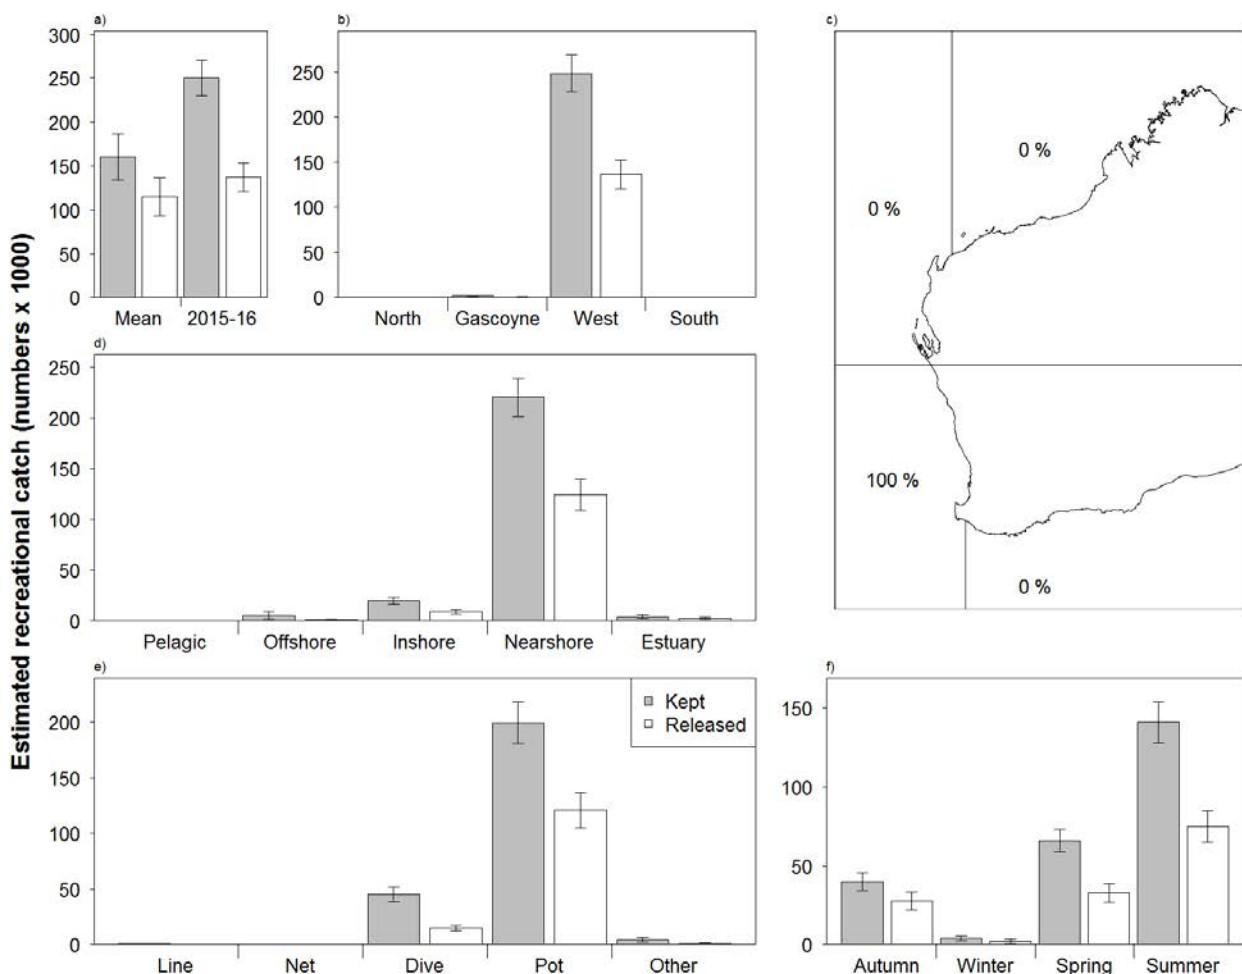 Estimated recreational catch (numbers x 1000)
a)
300
250
200
150
100
50
0
Mean 2015-16
b)
250
200
150
100
50
0
North Gascoyne West South
c)
0 %
0 %
100 %
0 %
d)
250
200
150
100
50
0
Pelagic Offshore Inshore Nearshore Estuary
e)
200
150
100
50
0
Kept
Released
Line Net Dive Pot Other
f)
150
100
50
0
Autumn Winter Spring Summer